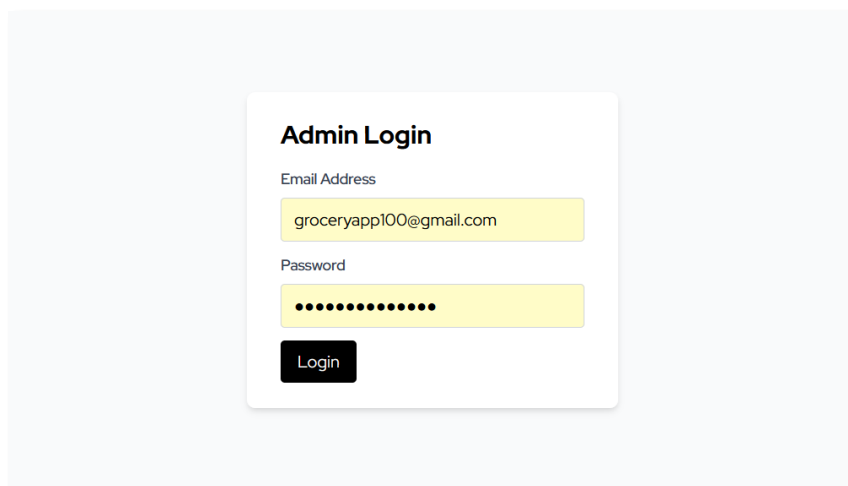 Admin Login
Email Address
groceryapp100@gmail.com
Password
••••••••••••••
Login